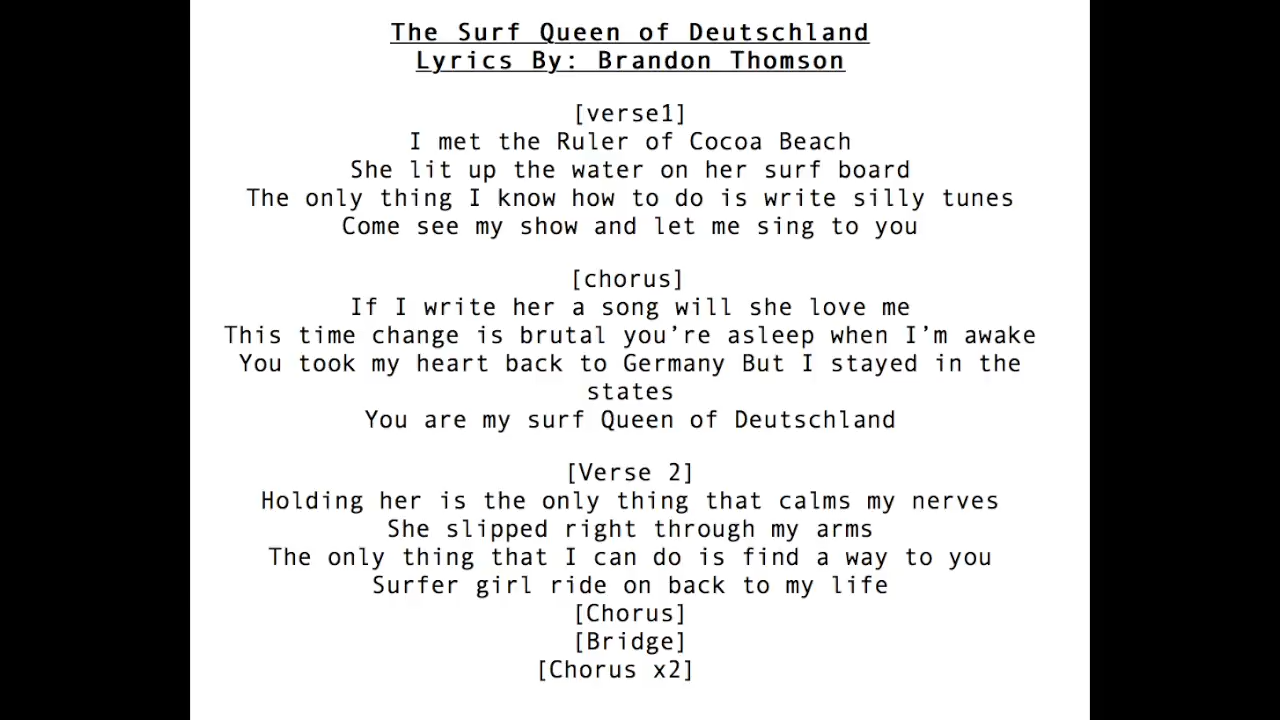 The Surf Queen of Deutschland
Lyrics By: Brandon Thomson
[verse1]
I met the Ruler of Cocoa Beach
She lit up the water on her surf board
The only thing I know how to do is write silly tunes
Come see my show and let me sing to you
[chorus]
If I write her a song will she love me
This time change is brutal you’re asleep when I’m awake
You took my heart back to Germany But I stayed in the
states
You are my surf Queen of Deutschland
[Verse 2]
Holding her is the only thing that calms my nerves
She slipped right through my arms
The only thing that I can do is find a way to you
Surfer girl ride on back to my life
[Chorus]
[Bridge]
[Chorus x2]